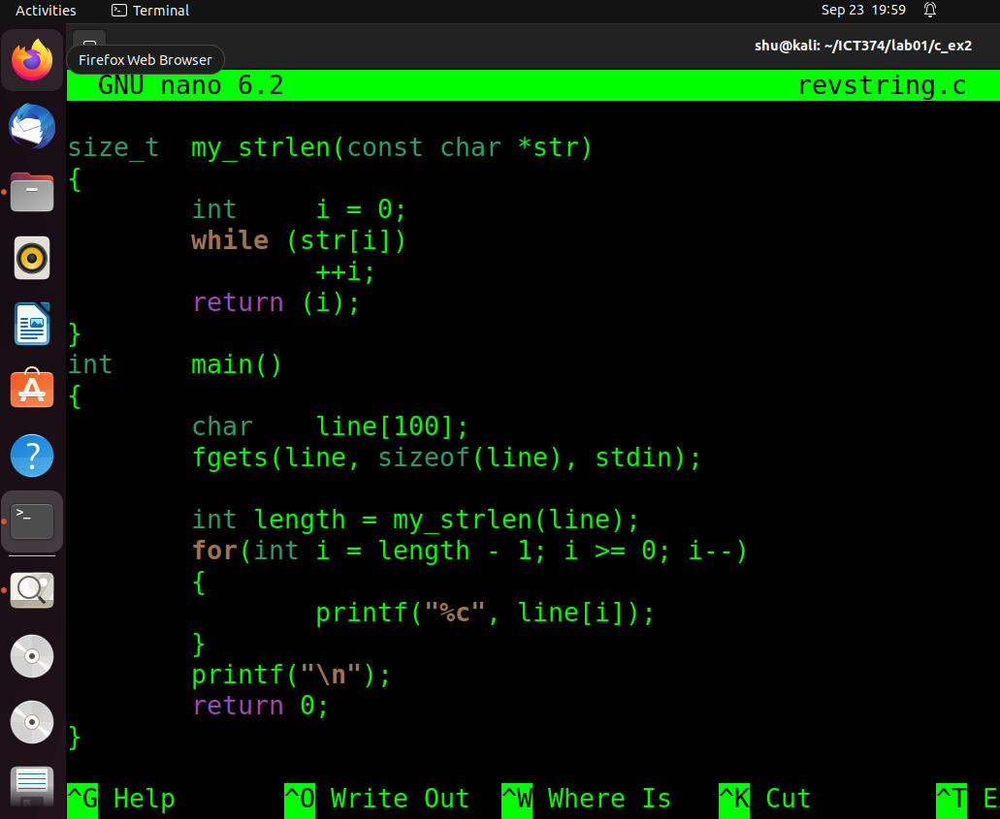 Activities Terminal Sep 23 19:59
shu@kali: ~/ICT374/lab01/c_ex2
Firefox Web Browser
GNU nano 6.2 revstring.c
size_t my_strlen(const char *str)
{
int i = 0;
while (str[i])
++i;
return (i);
}
int main()
{
char line[100];
fgets(line, sizeof(line), stdin);
int length = my_strlen(line);
for(int i = length - 1; i >= 0; i--)
{
printf("%c", line[i]);
}
printf("\n");
return 0;
}
^G Help ^O Write Out ^W Where Is ^K Cut ^T E